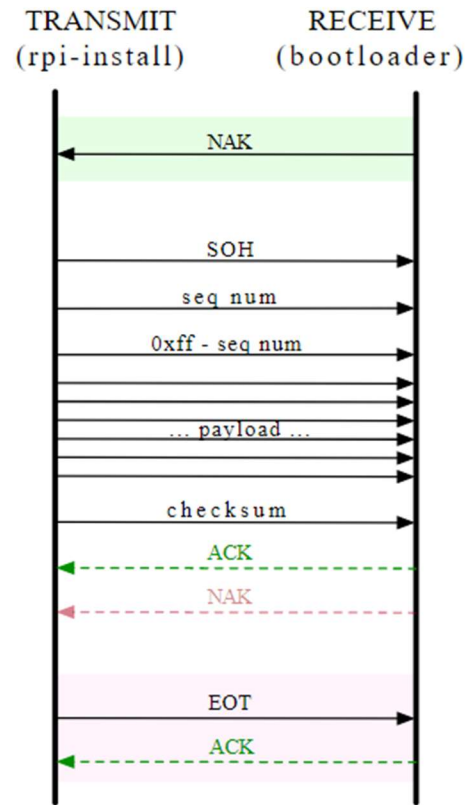 TRANSMIT RECEIVE
(rpi-install) (bootloader)
NAK
SOH
seq num
0xff - seq num
... payload ...
checksum
ACK
NAK
EOT
ACK